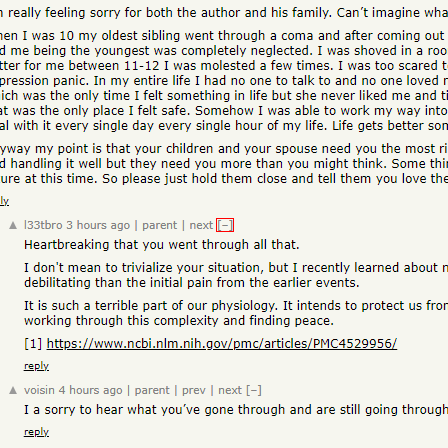 really feeling sorry for both the author and his family. Can't imagine wha
I was 10 my oldest sibling went through a coma and after coming out
me being the youngest was completely neglected. I was shoved in a roo
for me between 11-12 I was molested a few times. I was too scared t
panic. In my entire life I had no one to talk to and no one loved
was the only time I felt something in life but she never liked me and ti
was the only place I felt safe. Somehow I was able to work my way into
with it every single day every single hour of my life. Life gets better som
my point is that your children and your spouse need you the most ri
handling it well but they need you more than you might think. Some thi
at this time. So please just hold them close and tell them you love the
ly
▲ l33tbro 3 hours ago | parent | next [–]
Heartbreaking that you went through all that.
I don't mean to trivialize your situation, but I recently learned about n
debilitating than the initial pain from the earlier events.
It is such a terrible part of our physiology. It intends to protect us fro
working through this complexity and finding peace.
[1] https://www.ncbi.nlm.nih.gov/pmc/articles/PMC4529956/
reply
▲ voisin 4 hours ago | parent | prev | next [–]
I a sorry to hear what you've gone through and are still going through
reply